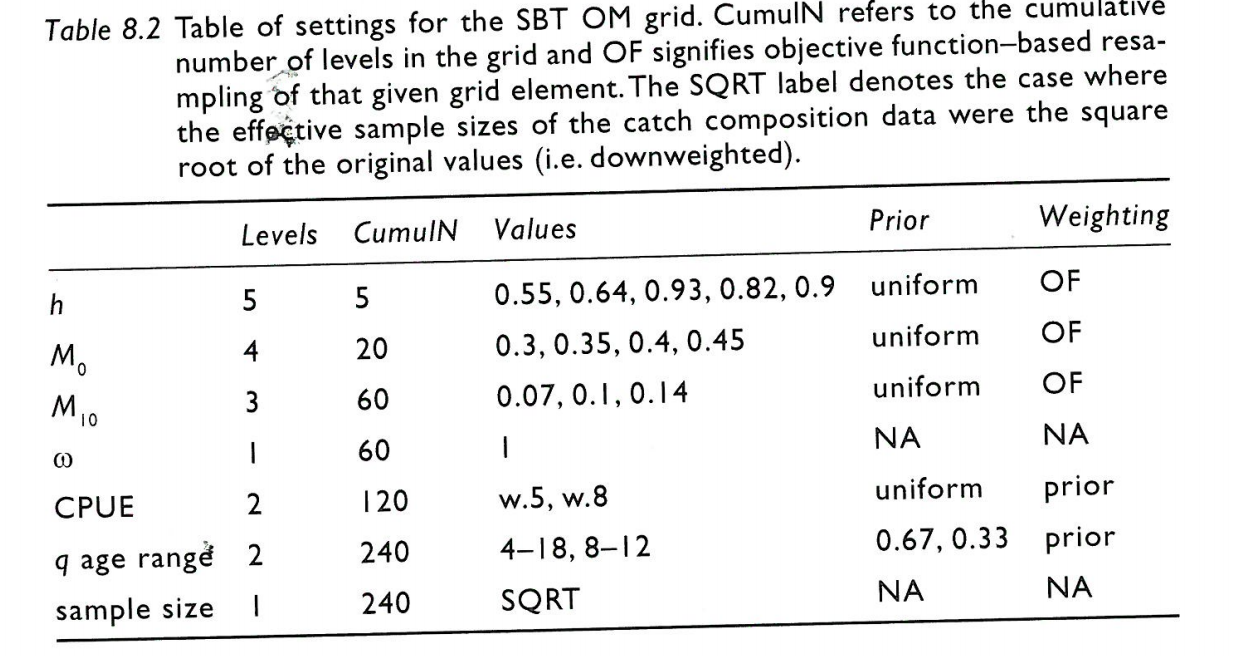 Table 8.2 Table of settings for the SBT OM grid. CumulN refers to the cumulative
number of levels in the grid and OF signifies objective function–based resa-
mpling of that given grid element. The SQRT label denotes the case where
the effective sample sizes of the catch composition data were the square
root of the original values (i.e. downweighted).
Levels CumulN Values Prior Weighting
h 5 5 0.55, 0.64, 0.93, 0.82, 0.9 uniform OF
M0 4 20 0.3, 0.35, 0.4, 0.45 uniform OF
M10 3 60 0.07, 0.1, 0.14 uniform OF
ω 1 60 1 NA NA
CPUE 2 120 w.5, w.8 uniform prior
q age range 2 240 4–18, 8–12 0.67, 0.33 prior
sample size 1 240 SQRT NA NA